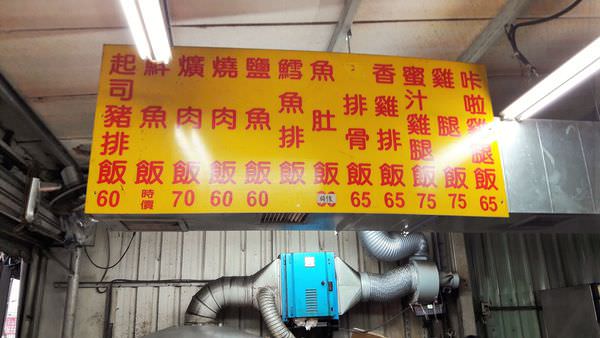 咔啦雞腿飯 65
雞腿飯 75
蜜汁雞腿飯 75
香雞排飯 65
排骨飯 65
魚肚飯
鱈魚排飯
鹽魚飯 60
燒肉飯 60
爌肉飯 70
鮮魚飯 時價
起司豬排飯 60